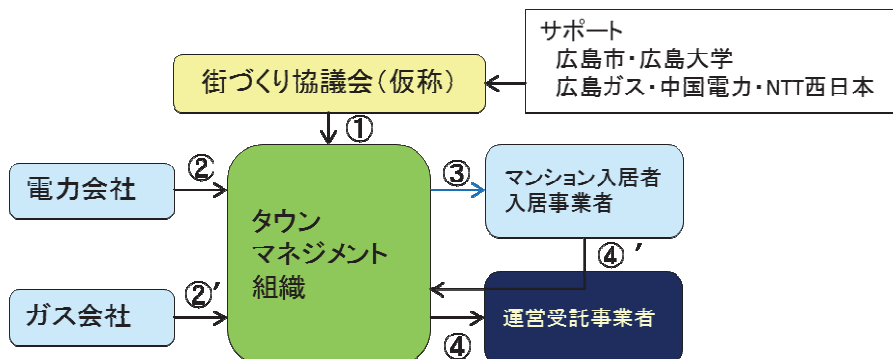 サポート
広島市・広島大学
広島ガス・中国電力・NTT西日本
街づくり協議会(仮称)
①
電力会社
②
タウン
マネジメント
組織
③
マンション入居者
入居事業者
④’
ガス会社
②’
④
運営受託事業者